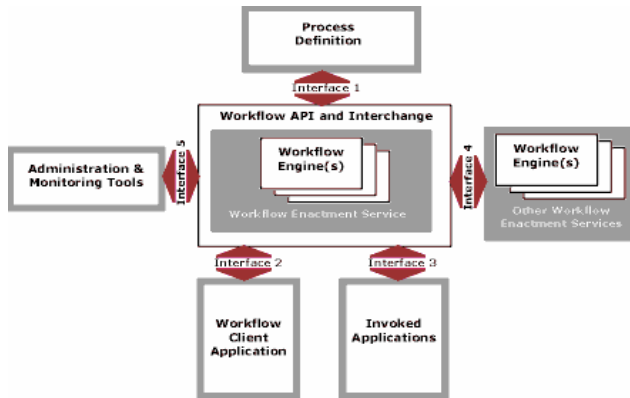 Process
Definition
Interface 1
Workflow API and Interchange
Workflow
Engine(s)
Workflow Enactment Service
Interface 5
Administration &
Monitoring Tools
Interface 4
Workflow
Engine(s)
Other Workflow
Enactment Services
Interface 2
Interface 3
Workflow
Client
Application
Invoked
Applications